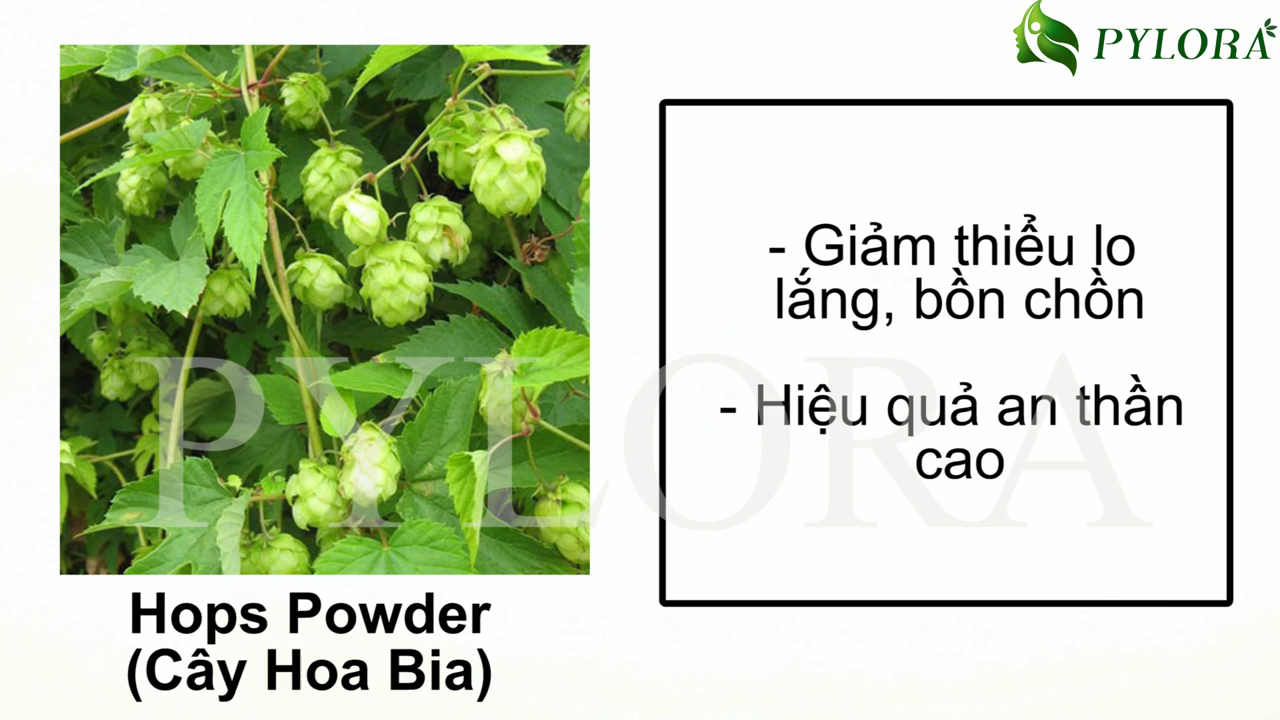 PYLORA
- Giảm thiểu lo
lắng, bồn chồn
- Hiệu quả an thần
cao
PYLORA
Hops Powder
(Cây Hoa Bia)